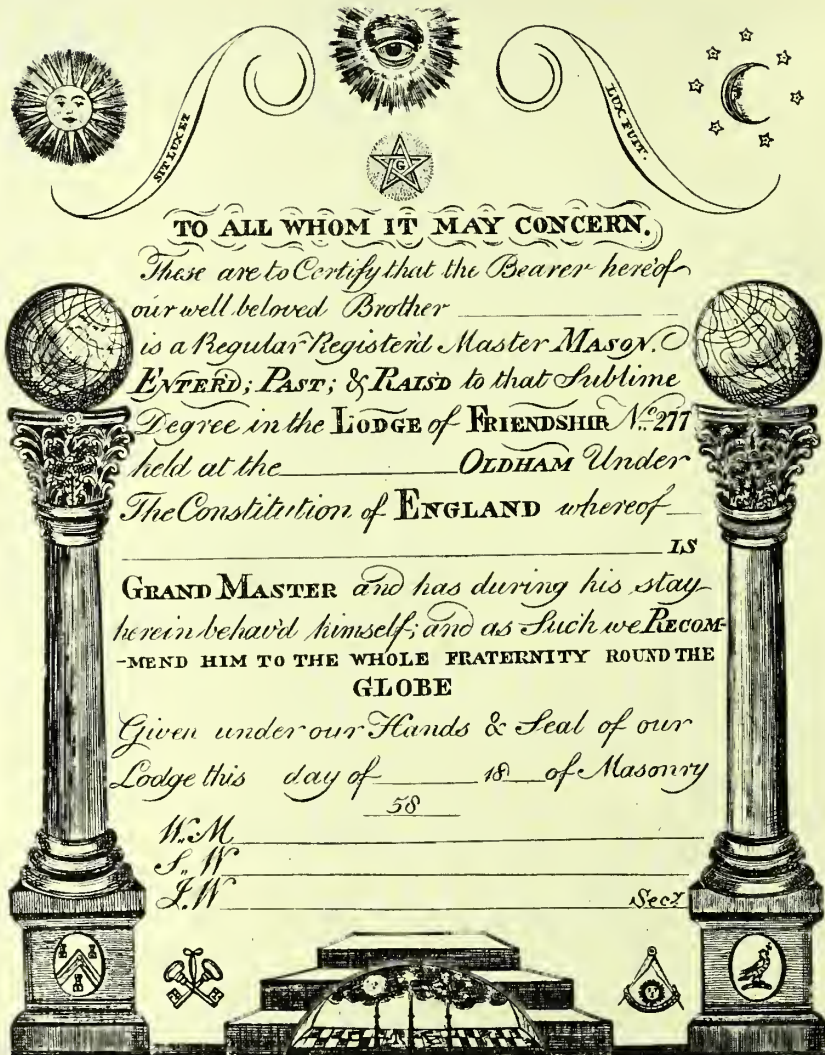 SIT LUX ET
LUX FUIT.
G
TO ALL WHOM IT MAY CONCERN.
These are to Certify that the Bearer hereof
our well beloved Brother
is a Regular Register'd Master MASON.
ENTER'D; PAST; & RAIS'D to that Sublime
Degree in the LODGE of FRIENDSHIP No. 277
held at the OLDHAM Under
The Constitution of ENGLAND whereof
IS
GRAND MASTER and has during his stay
herein behav'd himself; and as Such we RECOM-
-MEND HIM TO THE WHOLE FRATERNITY ROUND THE
GLOBE
Given under our Hands & Seal of our
Lodge this day of 18 of Masonry
58
W.M
S. W
J. W Secy